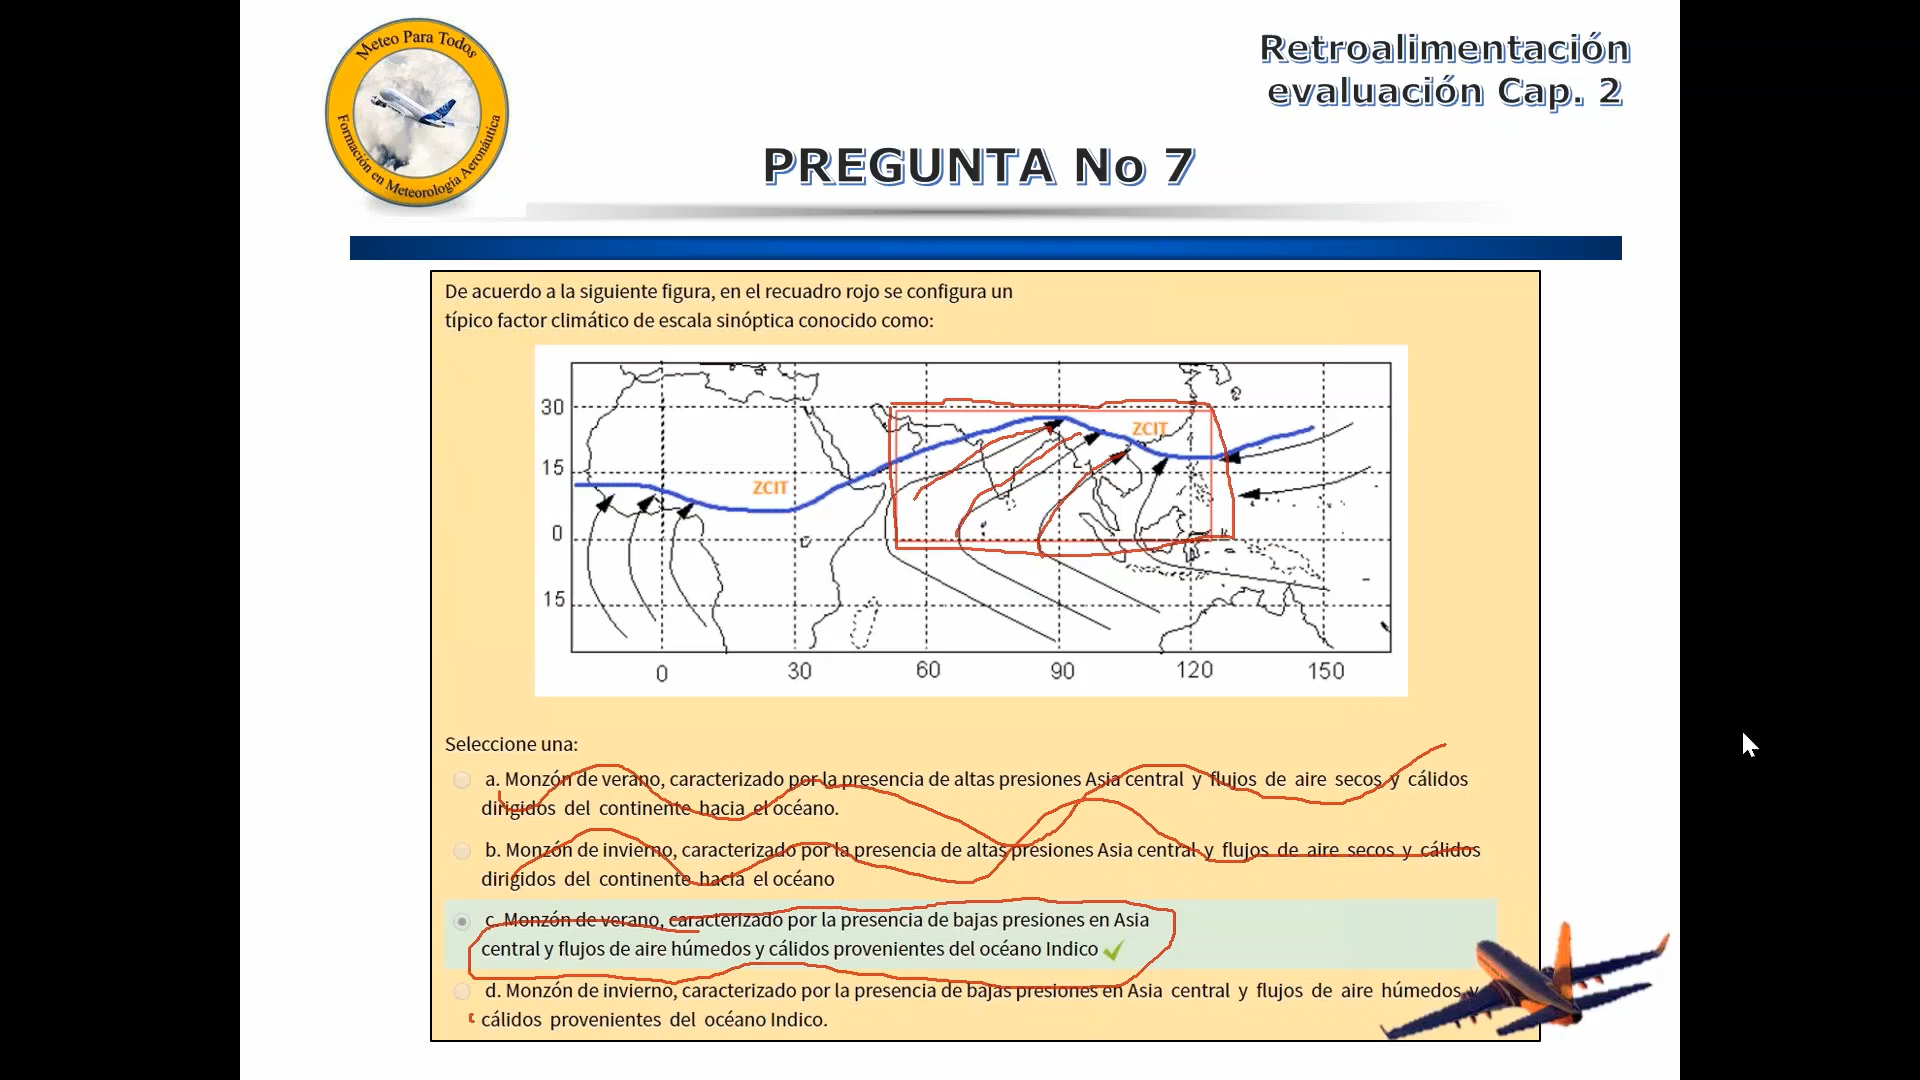 Meteo Para Todos
Formación en Meteorología Aeronáutica
Retroalimentación
evaluación Cap. 2
PREGUNTA No 7
De acuerdo a la siguiente figura, en el recuadro rojo se configura un
típico factor climático de escala sinóptica conocido como:
30
ZCIT
15
ZCIT
0
15
0 30 60 90 120 150
Seleccione una:
a. Monzón de verano, caracterizado por la presencia de altas presiones Asia central y flujos de aire secos y cálidos
dirigidos del continente hacia el océano.
b. Monzón de invierno, caracterizado por la presencia de altas presiones Asia central y flujos de aire secos y cálidos
dirigidos del continente hacia el océano
c. Monzón de verano, caracterizado por la presencia de bajas presiones en Asia
central y flujos de aire húmedos y cálidos provenientes del océano Indico
d. Monzón de invierno, caracterizado por la presencia de bajas presiones en Asia central y flujos de aire húmedos y
cálidos provenientes del océano Indico.